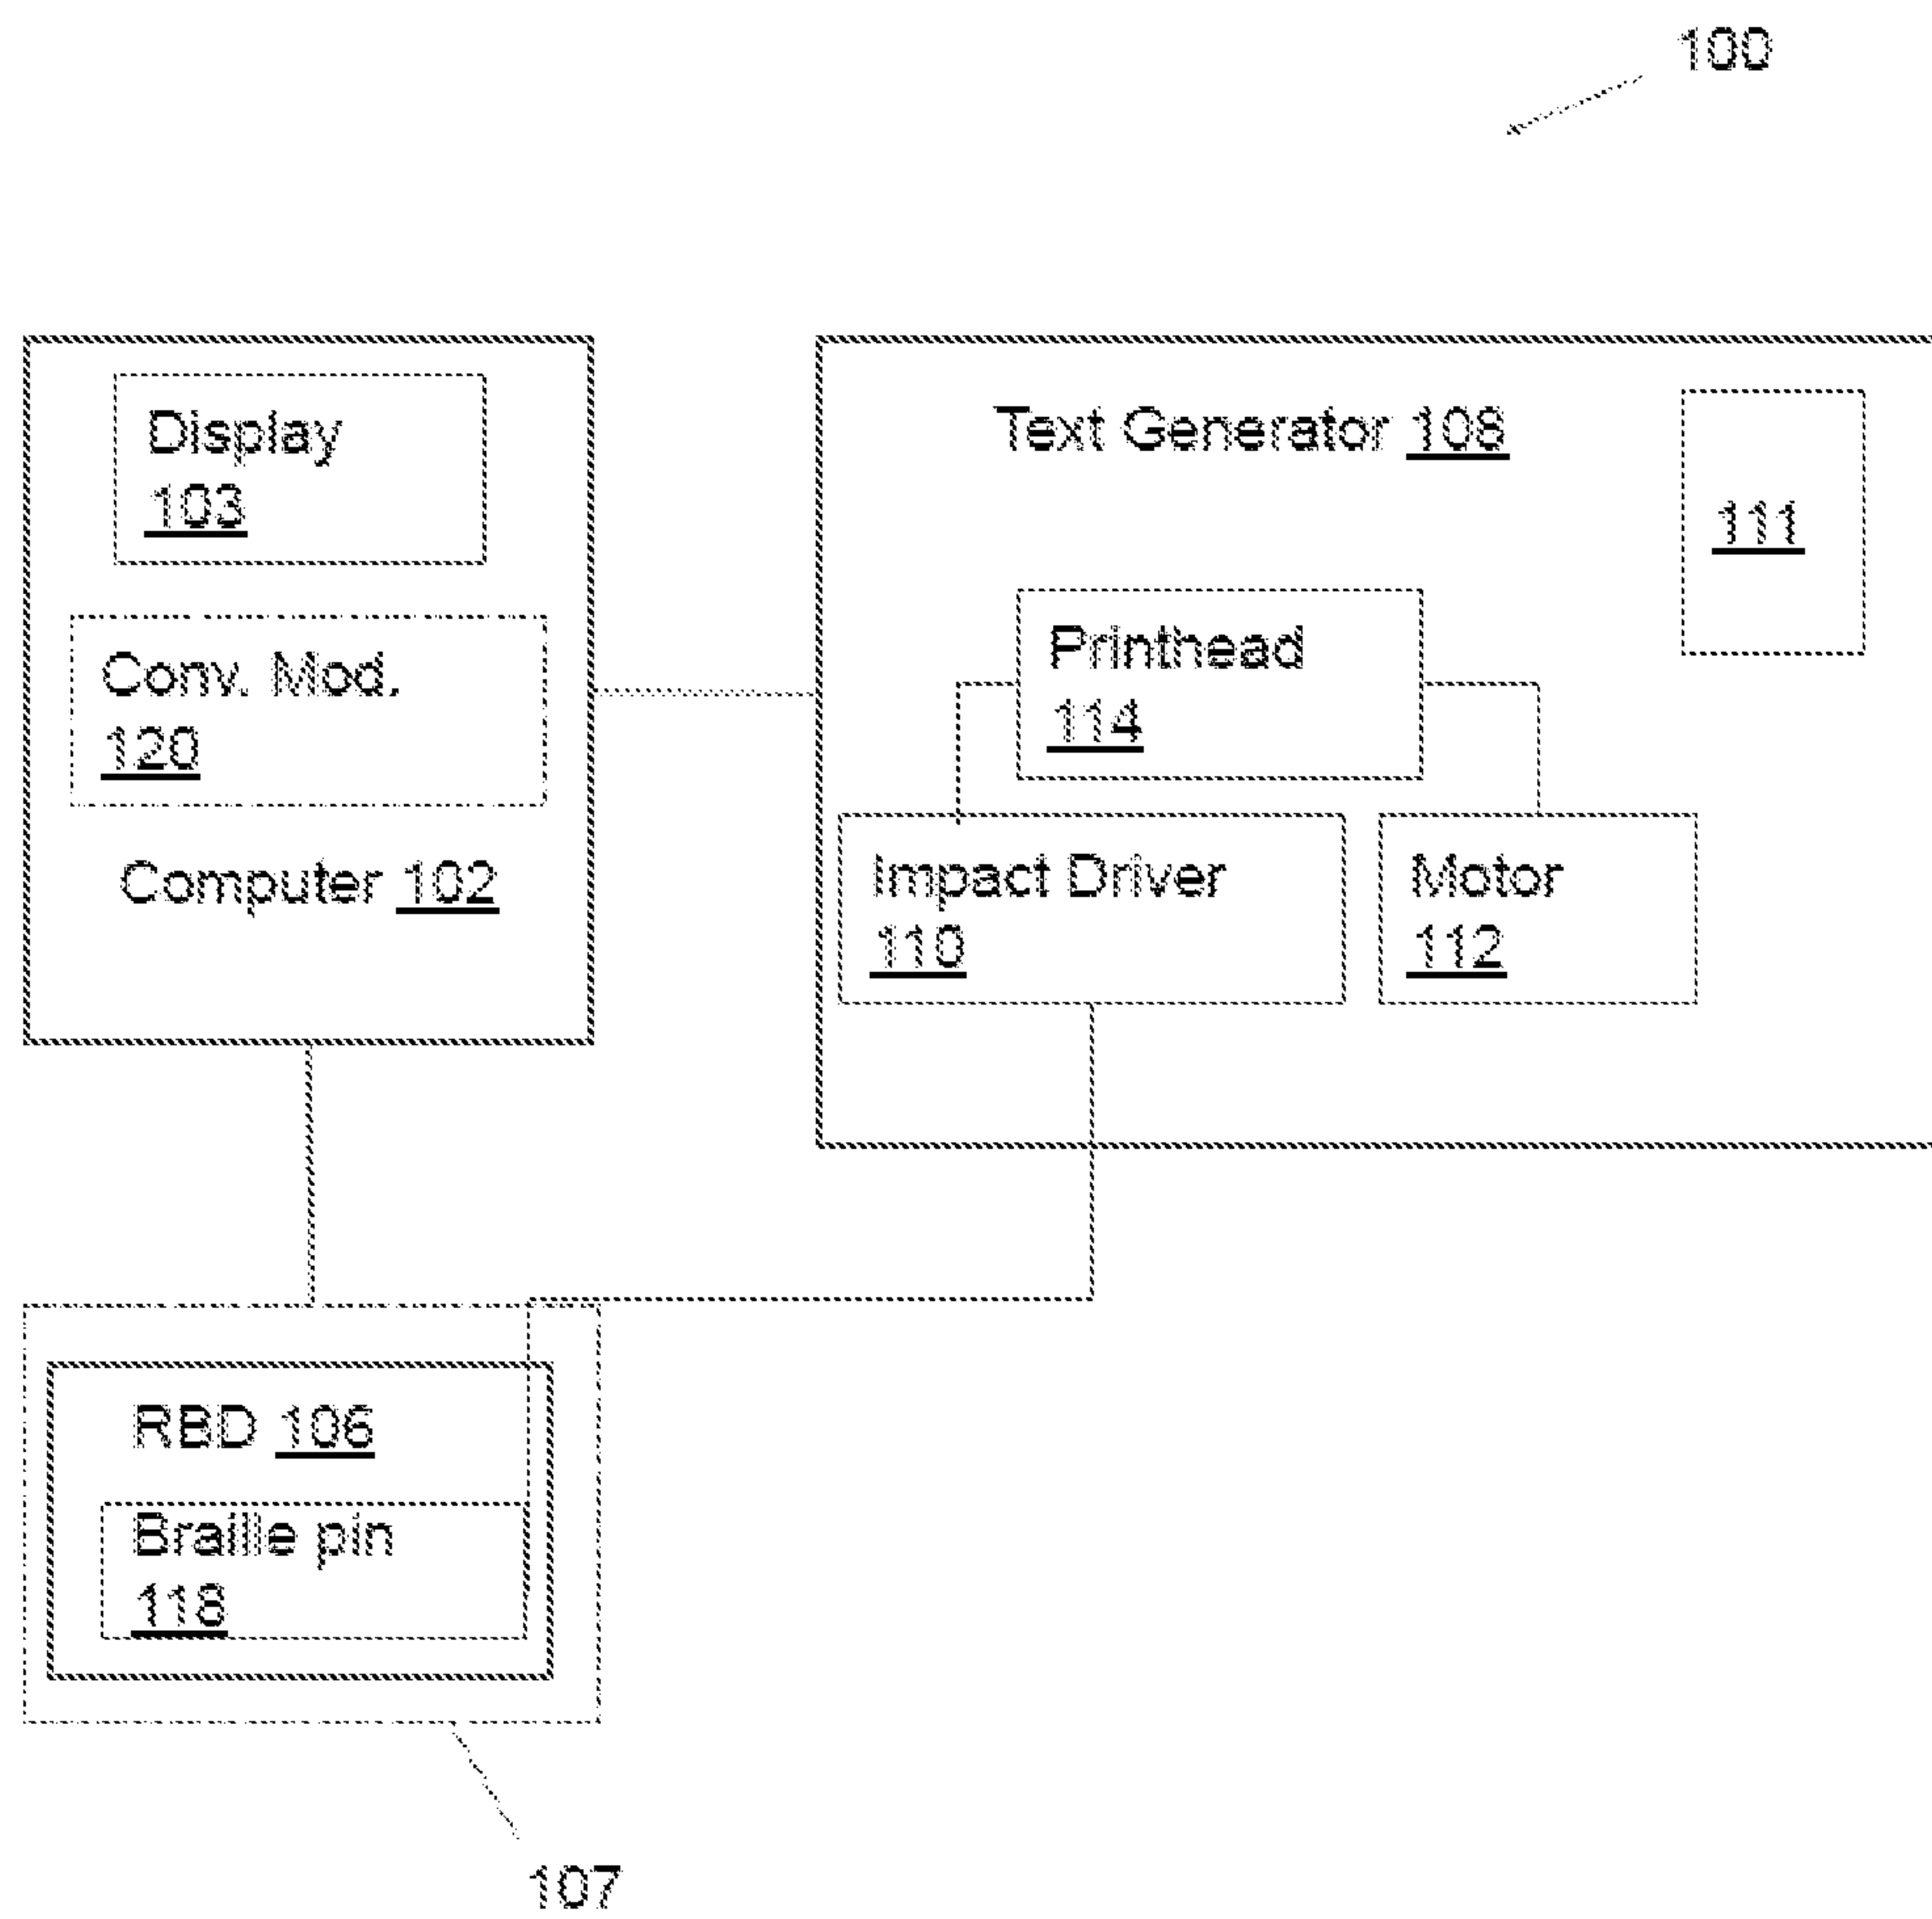 100
Display
103
Conv. Mod.
120
Computer 102
Text Generator 108
111
Printhead
114
Impact Driver
110
Motor
112
RBD 106
Braille pin
118
107